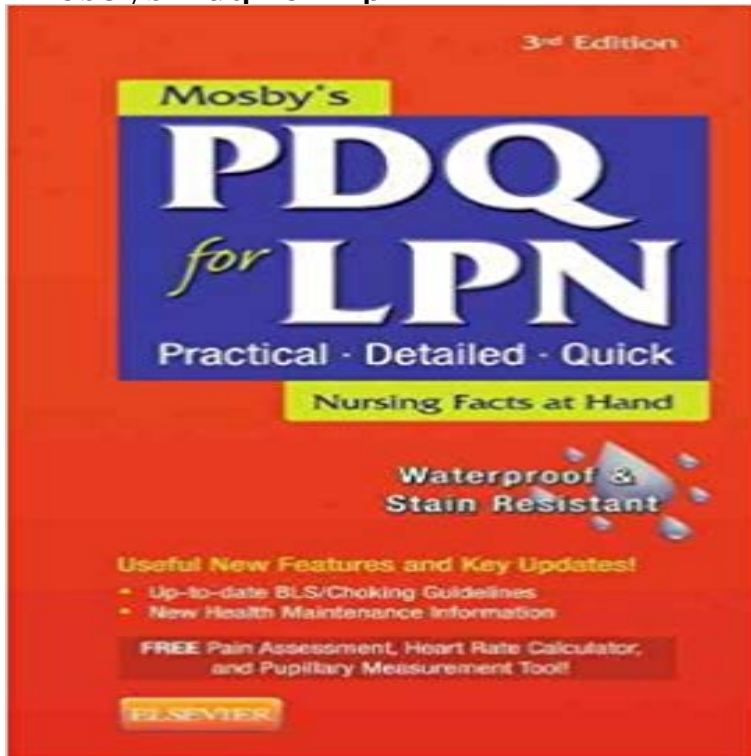 3rd Edition
Mosby's
PDQ
for LPN
Practical · Detailed · Quick
Nursing Facts at Hand
Waterproof &
Stain Resistant
Useful New Features and Key Updates!
• Up-to-date BLS/Choking Guidelines
• New Health Maintenance Information
FREE Pain Assessment, Heart Rate Calculator,
and Pupillary Measurement Tool!
ELSEVIER